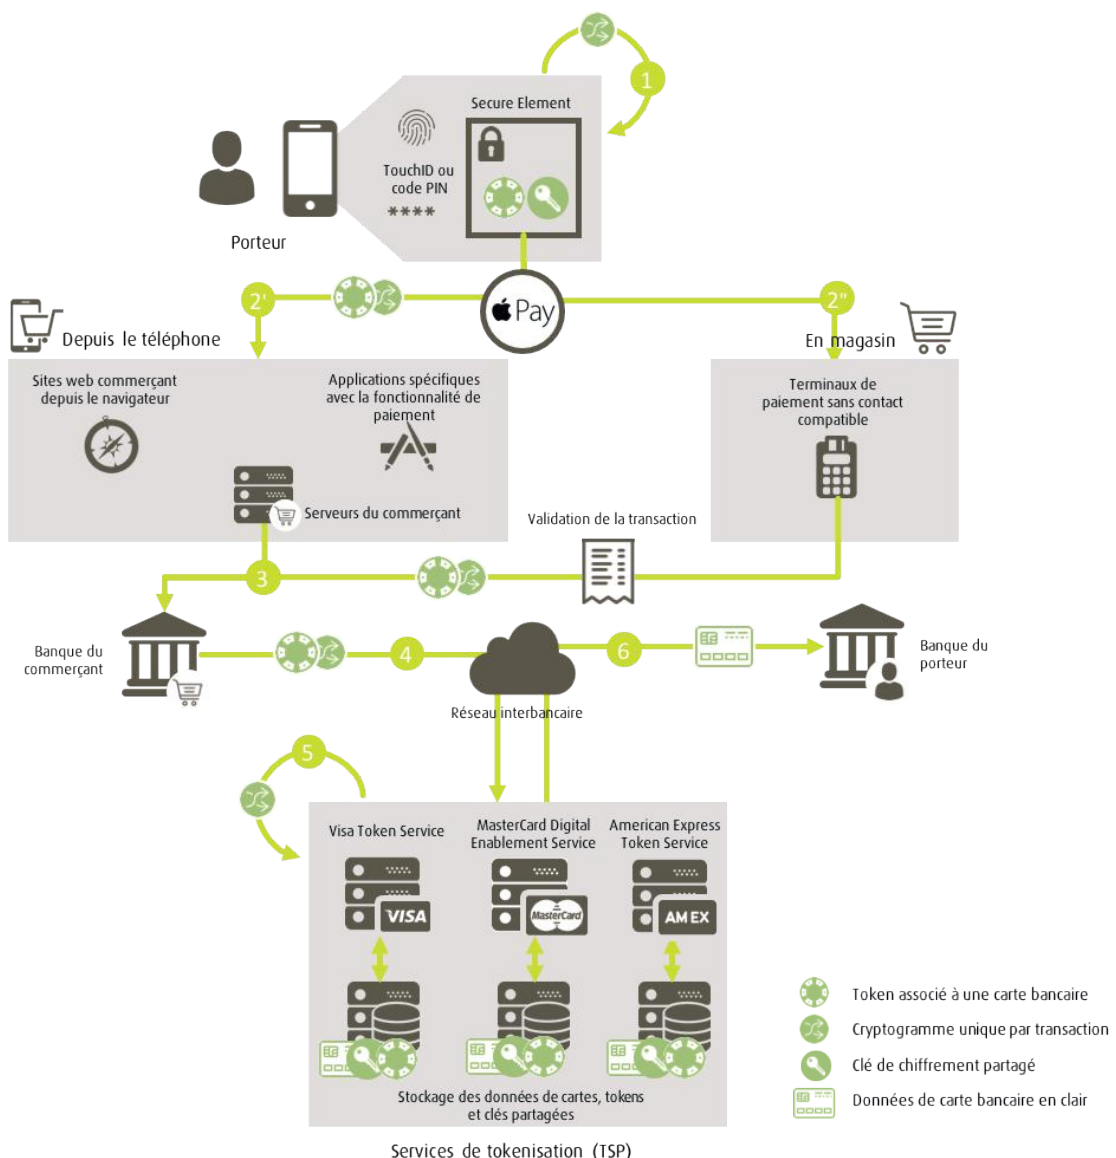 1
Secure Element
TouchID ou
code PIN
****
Porteur
2'
Pay
2"
Depuis le téléphone
En magasin
Sites web commerçant
depuis le navigateur
Applications spécifiques
avec la fonctionnalité de
paiement
Terminaux de
paiement sans contact
compatible
Serveurs du commerçant
Validation de la transaction
3
Banque du
commerçant
4
6
Banque du
porteur
Réseau interbancaire
5
Visa Token Service
MasterCard Digital
Enablement Service
American Express
Token Service
VISA
MasterCard
AMEX
Stockage des données de cartes, tokens
et clés partagées
Services de tokenisation (TSP)
Token associé à une carte bancaire
Cryptogramme unique par transaction
Clé de chiffrement partagé
Données de carte bancaire en clair